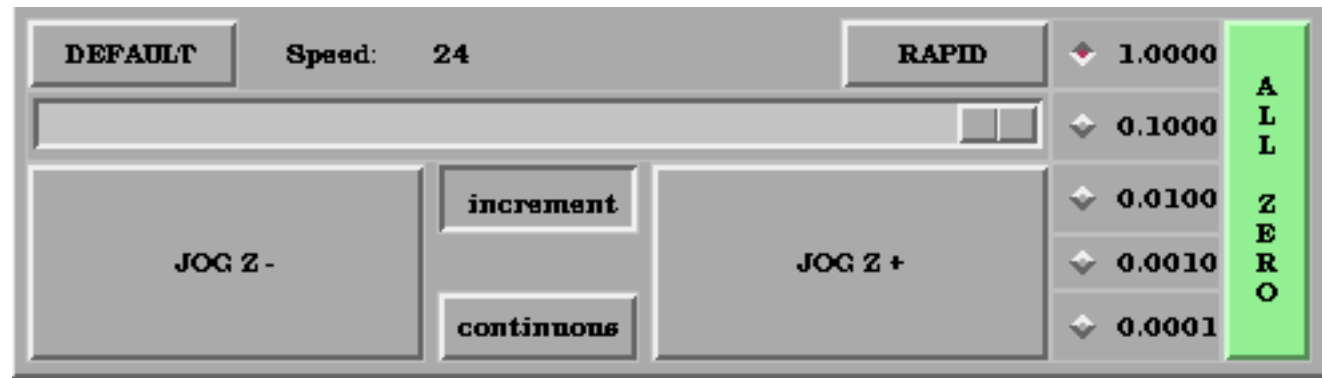 DEFAULT Speed: 24 RAPID
1.0000
0.1000
increment
0.0100
JOG Z -
JOG Z +
0.0010
continuous
0.0001
ALL ZERO